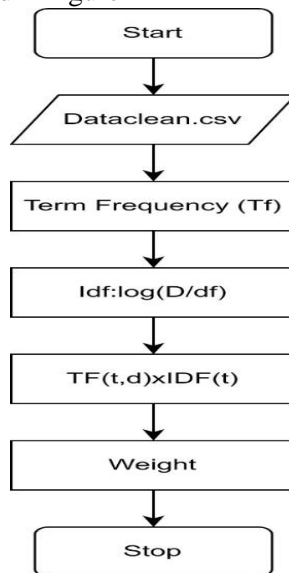 Start
Dataclean.csv
Term Frequency (Tf)
Idf:log(D/df)
TF(t,d)xIDF(t)
Weight
Stop